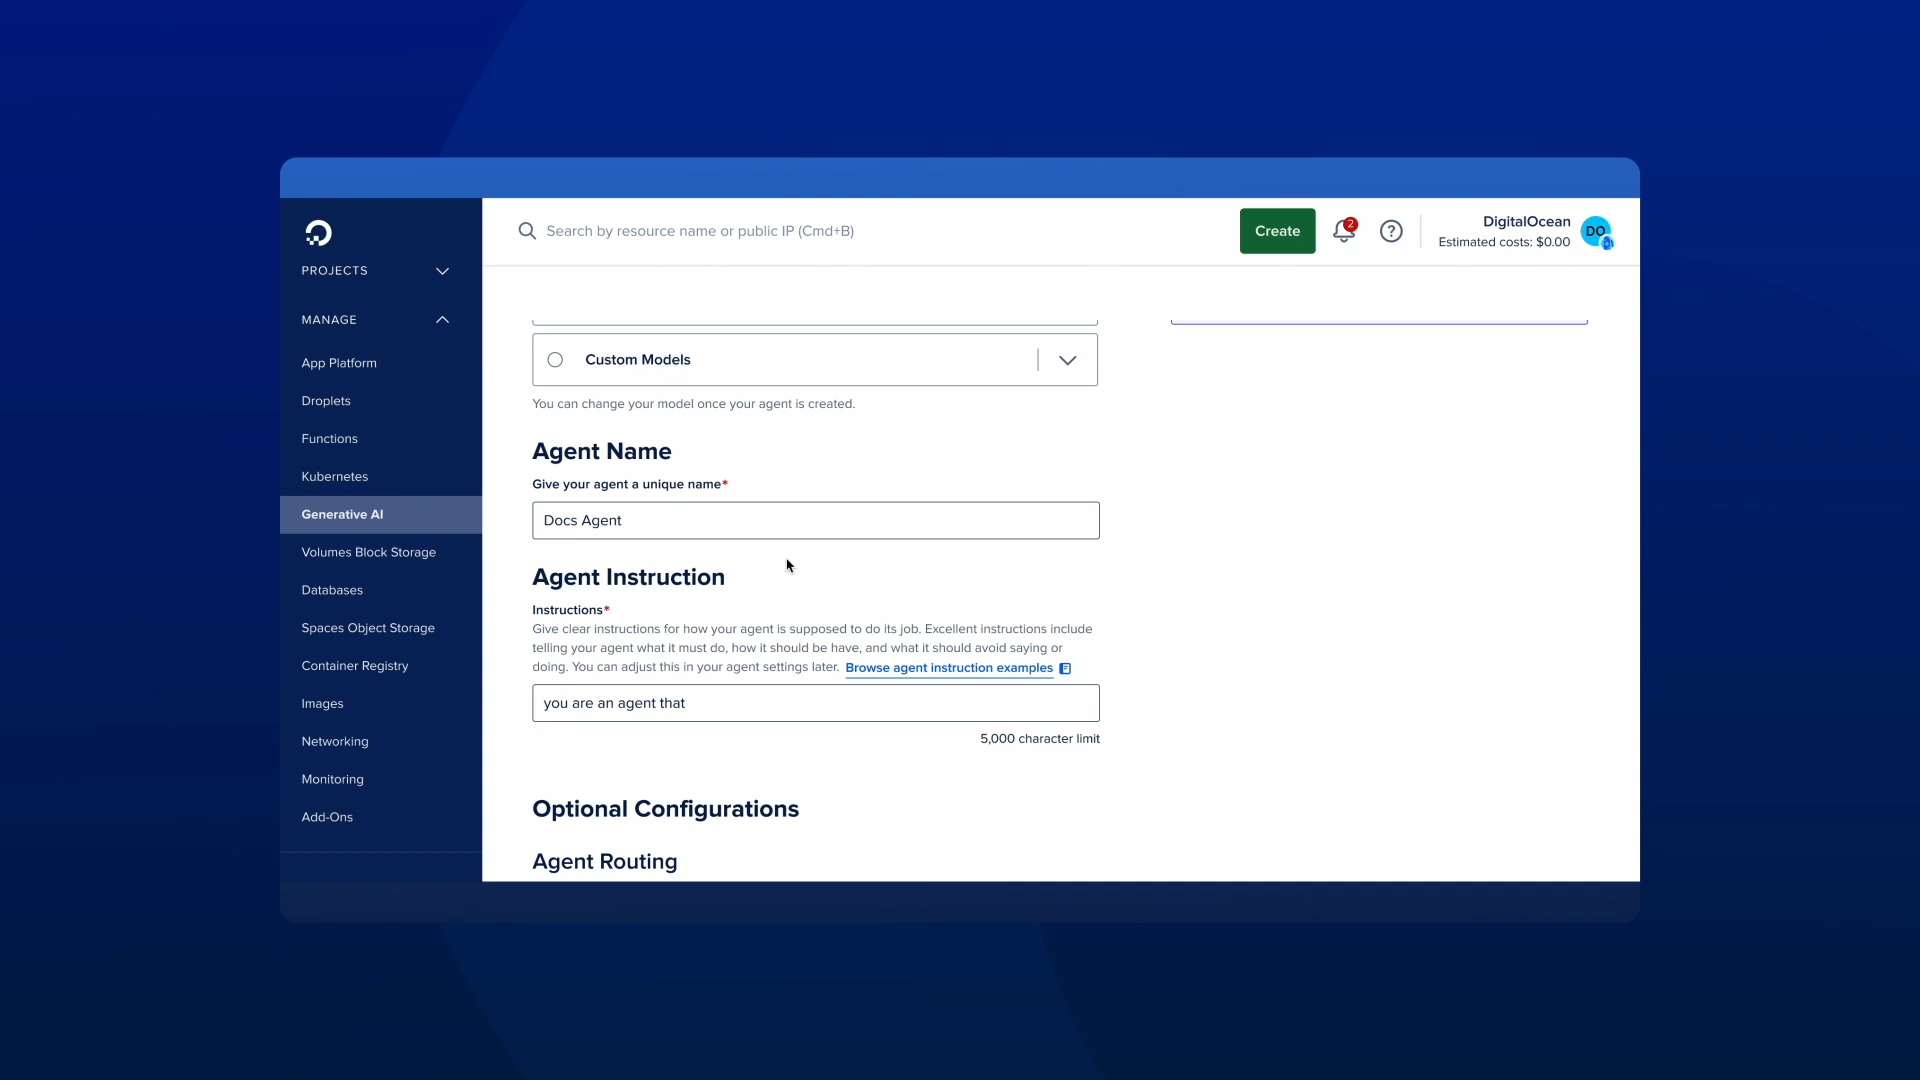 Search by resource name or public IP (Cmd+B)
Create
2
?
DigitalOcean
Estimated costs: $0.00
DO
PROJECTS
MANAGE
App Platform
Droplets
Functions
Kubernetes
Generative AI
Volumes Block Storage
Databases
Spaces Object Storage
Container Registry
Images
Networking
Monitoring
Add-Ons
Custom Models
You can change your model once your agent is created.
Agent Name
Give your agent a unique name*
Docs Agent
Agent Instruction
Instructions*
Give clear instructions for how your agent is supposed to do its job. Excellent instructions include
telling your agent what it must do, how it should be have, and what it should avoid saying or
doing. You can adjust this in your agent settings later. Browse agent instruction examples
you are an agent that
5,000 character limit
Optional Configurations
Agent Routing